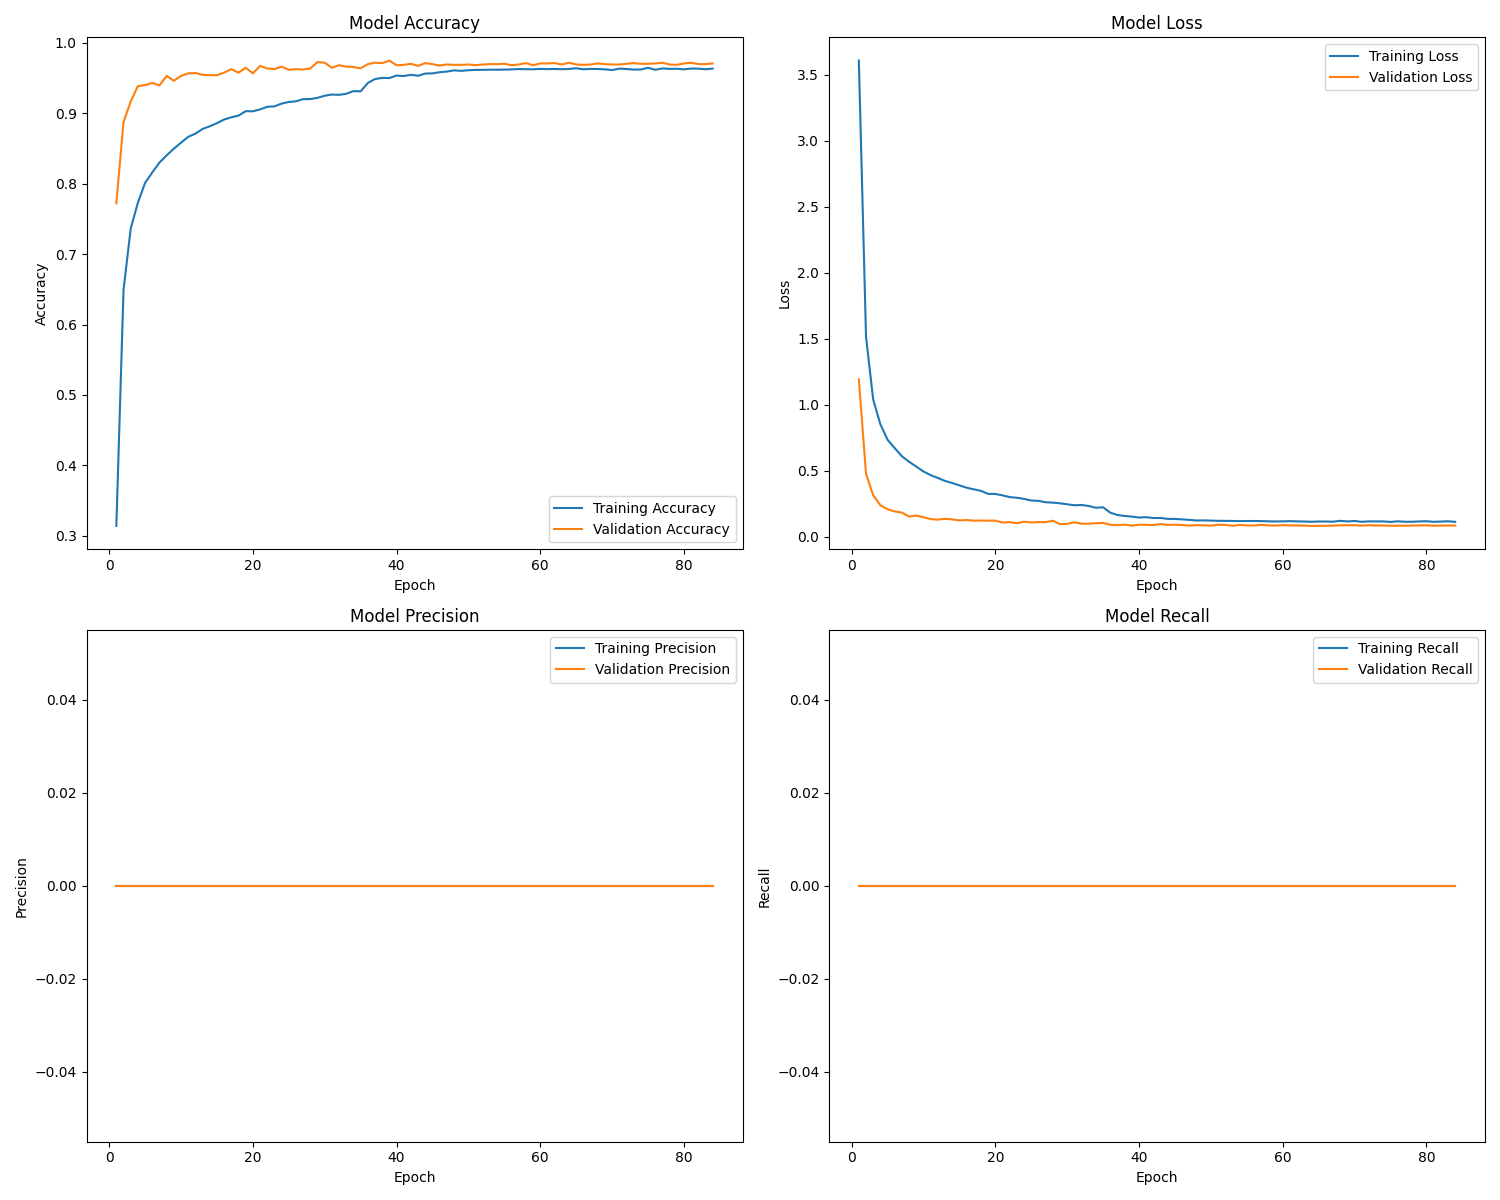 Model Accuracy
1.0
0.9
0.8
0.7
0.6
0.5
0.4
0.3
Accuracy
Training Accuracy
Validation Accuracy
0 20 40 60 80
Epoch
Model Loss
3.5
3.0
2.5
2.0
1.5
1.0
0.5
0.0
Loss
Training Loss
Validation Loss
0 20 40 60 80
Epoch
Model Precision
0.04
0.02
0.00
−0.02
−0.04
Precision
Training Precision
Validation Precision
0 20 40 60 80
Epoch
Model Recall
0.04
0.02
0.00
−0.02
−0.04
Recall
Training Recall
Validation Recall
0 20 40 60 80
Epoch